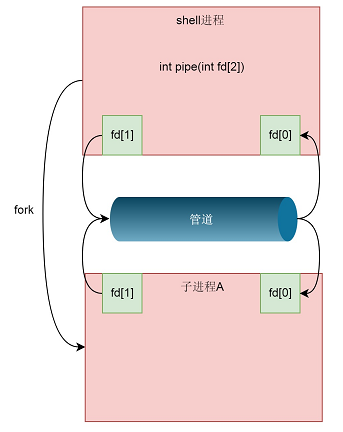 shell进程
int pipe(int fd[2])
fd[1]
fd[0]
fork
管道
fd[1]
子进程A
fd[0]